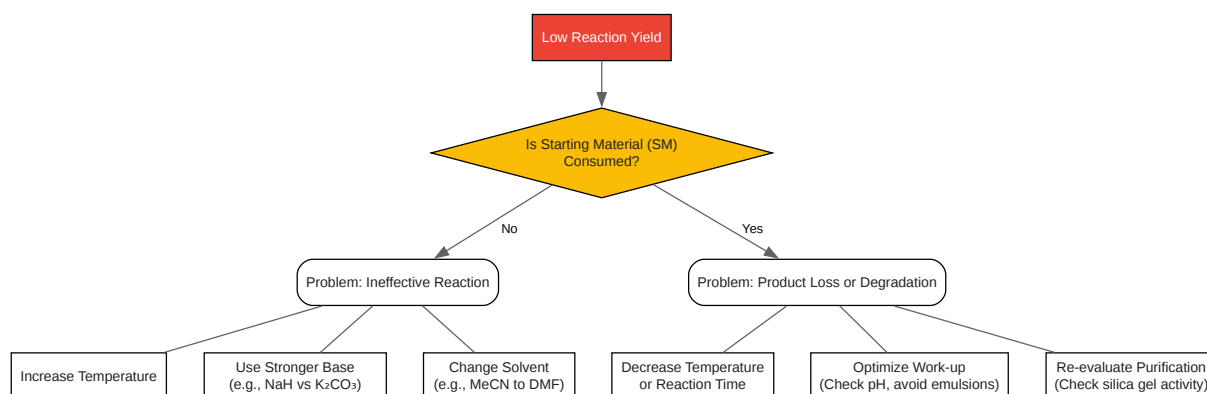 Low Reaction Yield
Is Starting Material (SM)
Consumed?
No
Yes
Problem: Ineffective Reaction
Problem: Product Loss or Degradation
Increase Temperature
Use Stronger Base
(e.g., NaH vs K₂CO₃)
Change Solvent
(e.g., MeCN to DMF)
Decrease Temperature
or Reaction Time
Optimize Work-up
(Check pH, avoid emulsions)
Re-evaluate Purification
(Check silica gel activity)